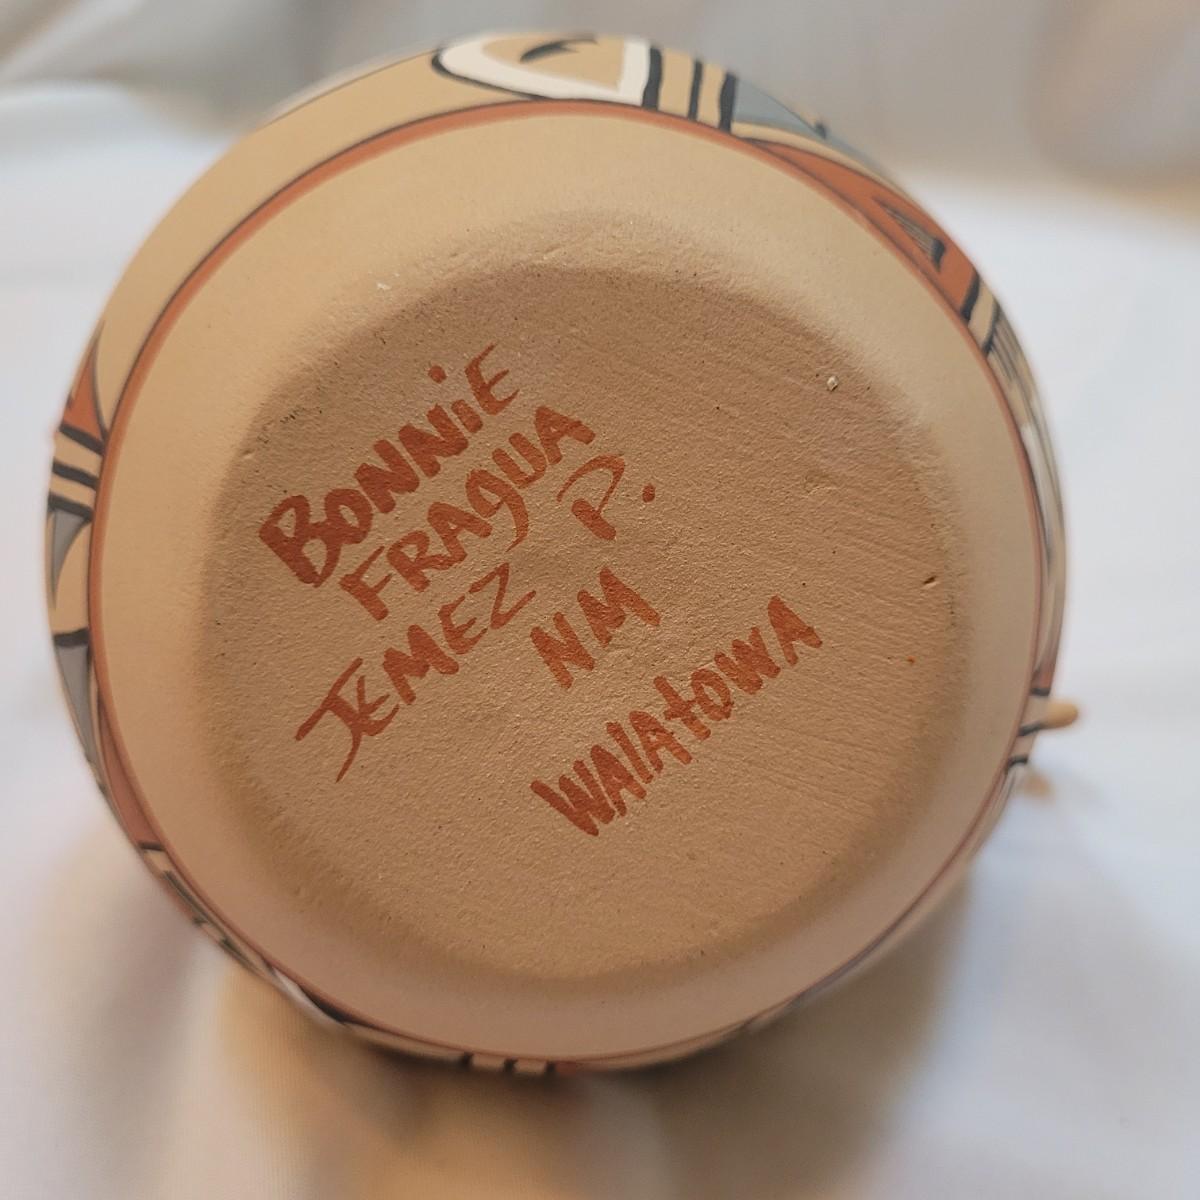 BONNiE
FRAgUA
JEMEZ P.
NM
WAlAtOWA